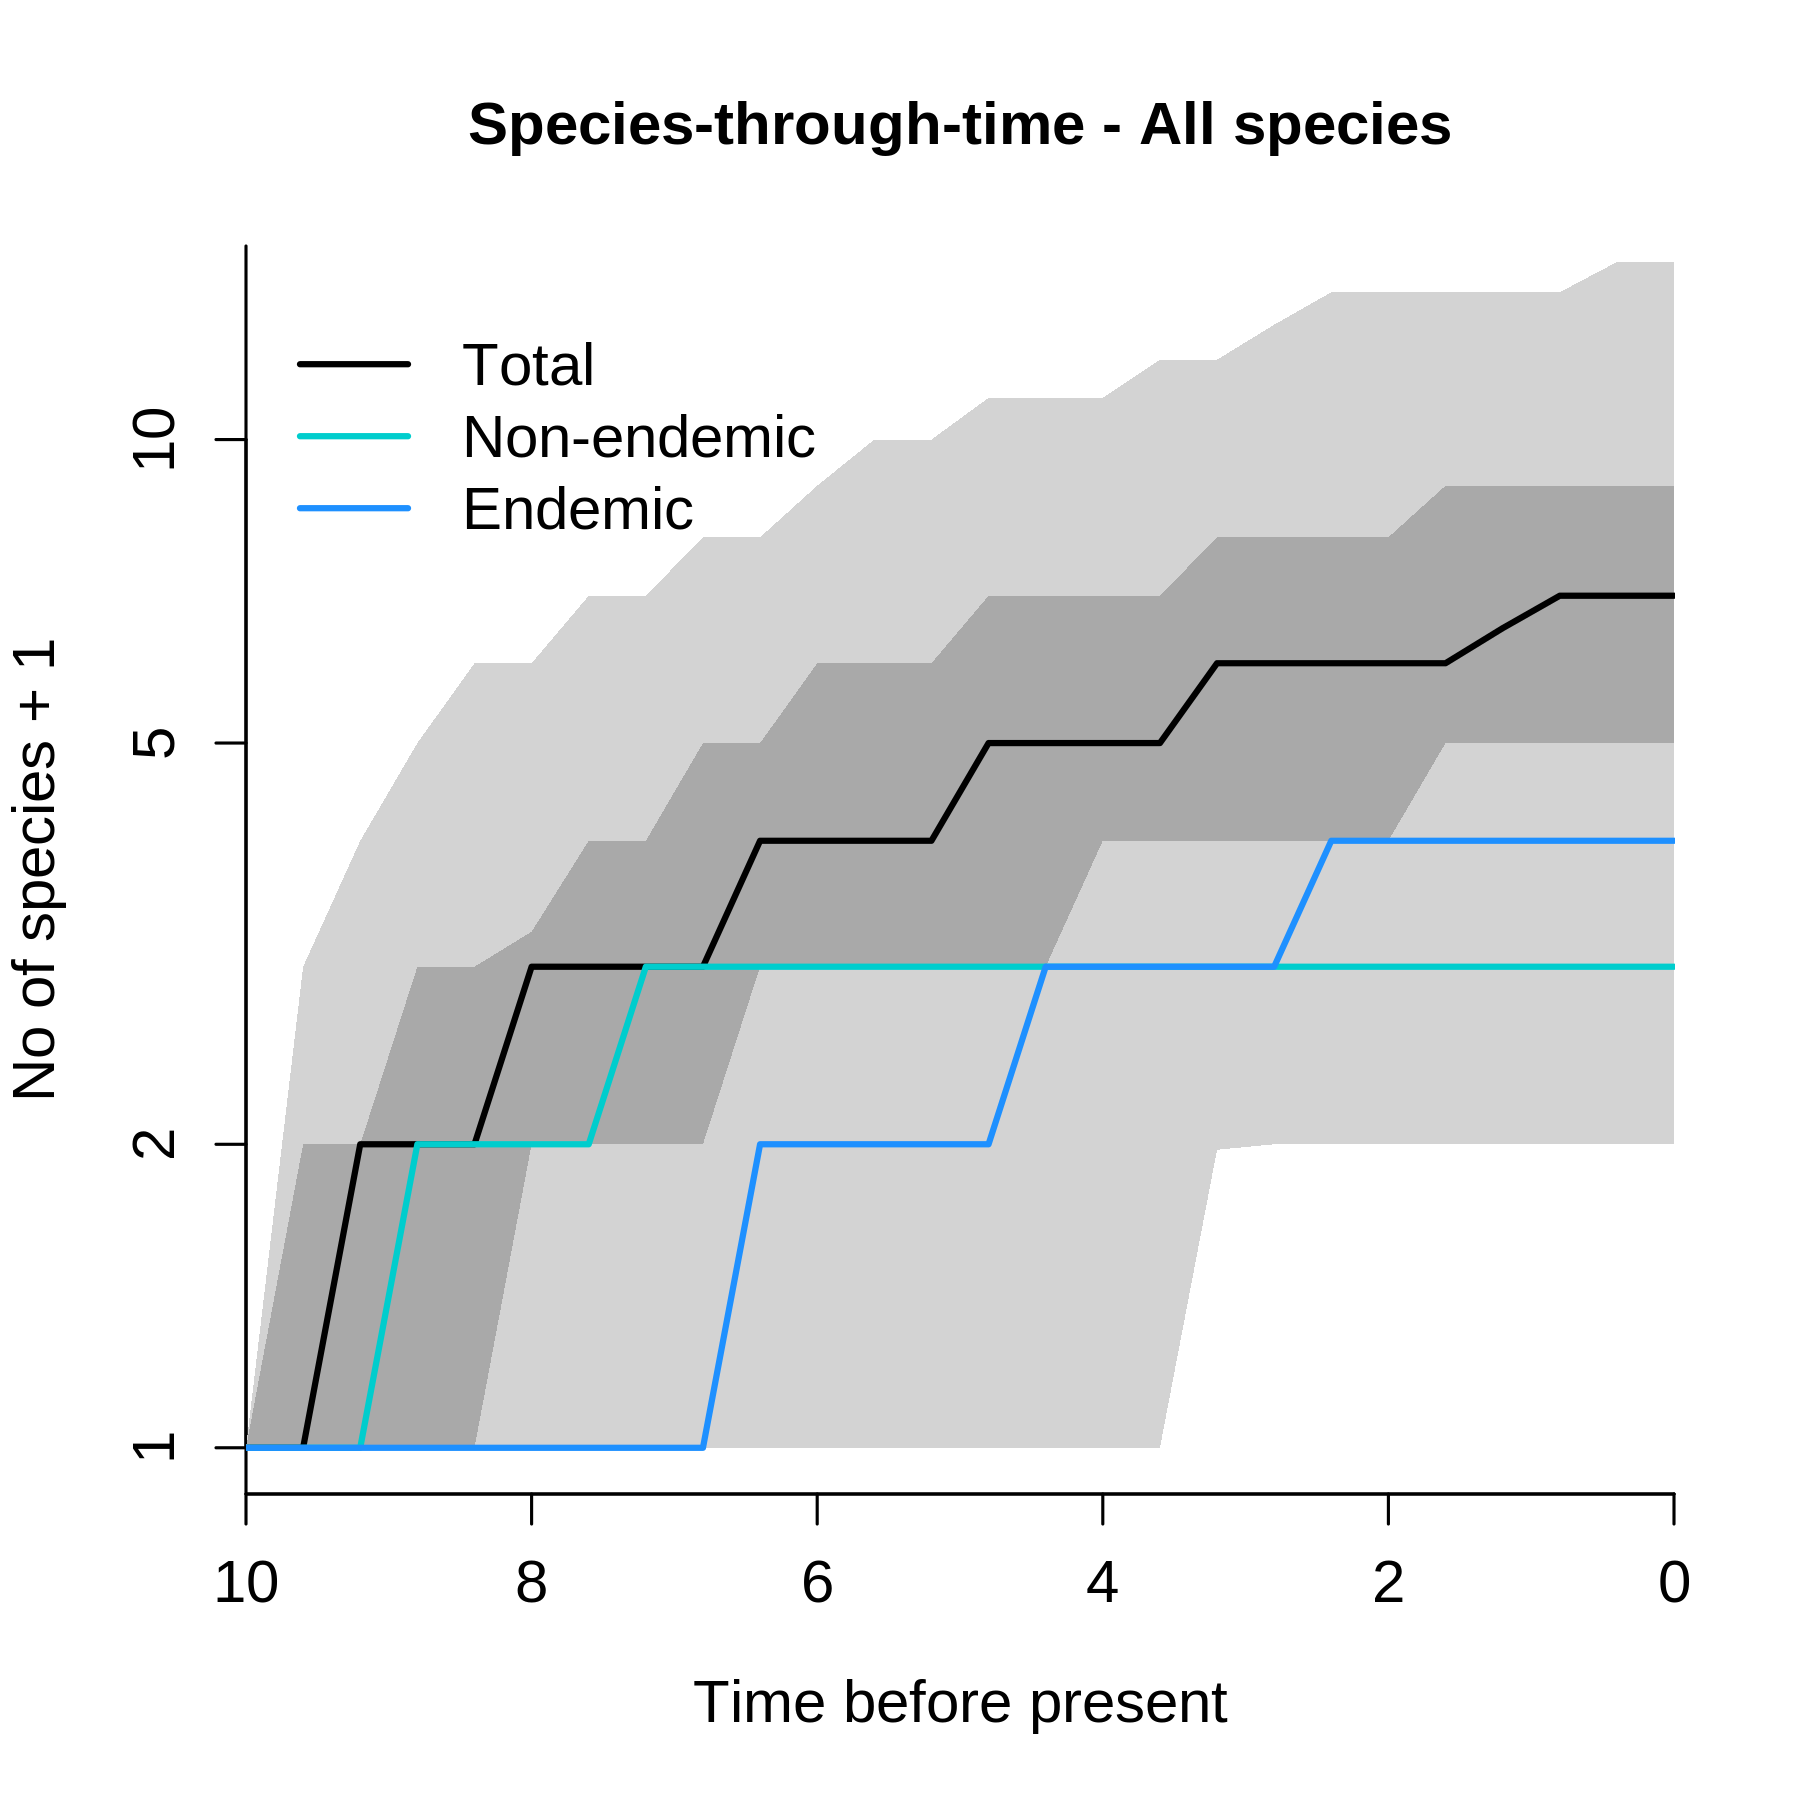 Species-through-time - All species
Total
Non-endemic
Endemic
No of species + 1
10
5
2
1
10 8 6 4 2 0
Time before present